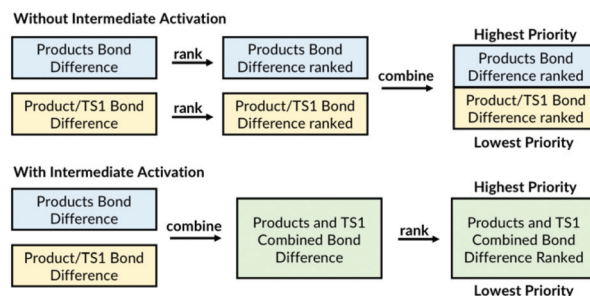 Without Intermediate Activation
Products Bond
Difference
rank
Products Bond
Difference ranked
Product/TS1 Bond
Difference
rank
Product/TS1 Bond
Difference ranked
combine
Highest Priority
Products Bond
Difference ranked
Product/TS1 Bond
Difference ranked
Lowest Priority
With Intermediate Activation
Products Bond
Difference
Product/TS1 Bond
Difference
combine
Products and TS1
Combined Bond
Difference
rank
Highest Priority
Products and TS1
Combined Bond
Difference Ranked
Lowest Priority